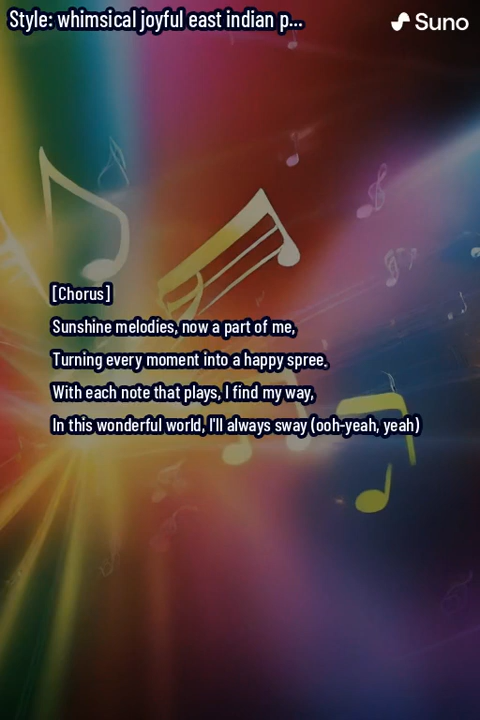 Style: whimsical joyful east indian p...
Suno
[Chorus]
Sunshine melodies, now a part of me,
Turning every moment into a happy spree.
With each note that plays, I find my way,
In this wonderful world, I'll always sway (ooh-yeah, yeah)